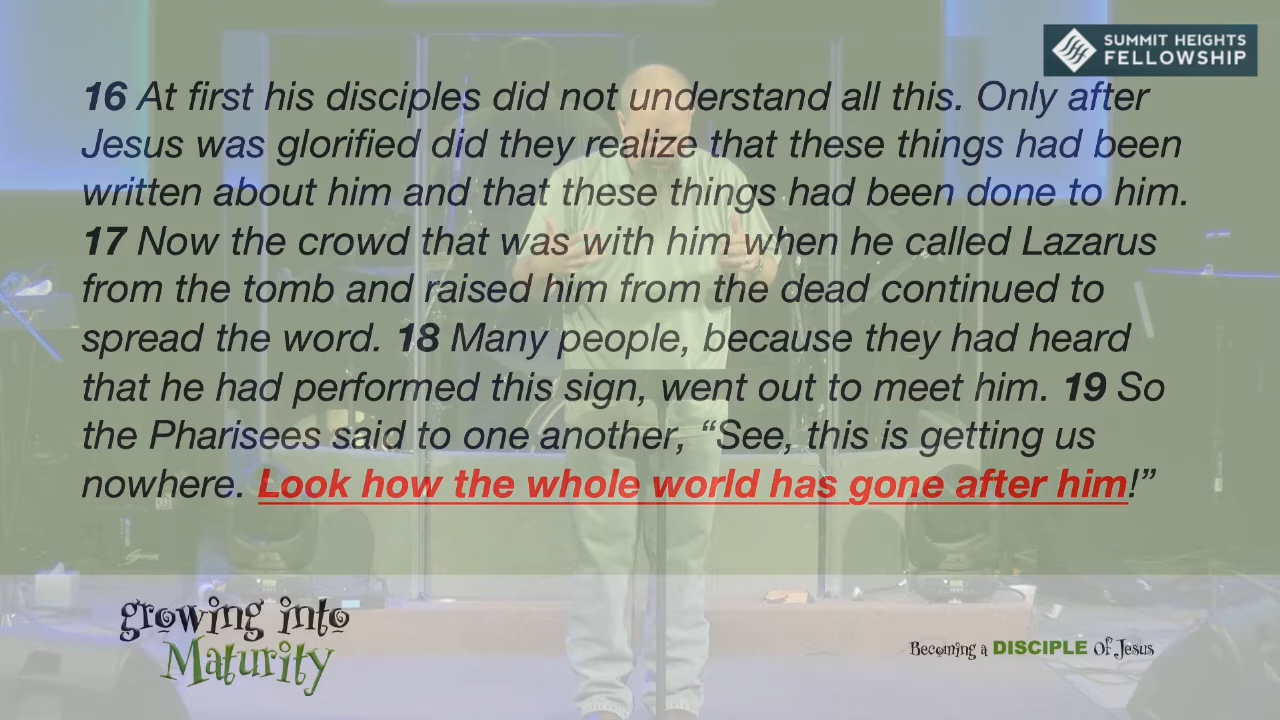 SUMMIT HEIGHTS
FELLOWSHIP
16 At first his disciples did not understand all this. Only after
Jesus was glorified did they realize that these things had been
written about him and that these things had been done to him.
17 Now the crowd that was with him when he called Lazarus
from the tomb and raised him from the dead continued to
spread the word. 18 Many people, because they had heard
that he had performed this sign, went out to meet him. 19 So
the Pharisees said to one another, “See, this is getting us
nowhere. Look how the whole world has gone after him!”
growing into
Maturity
Becoming a DISCIPLE Of Jesus